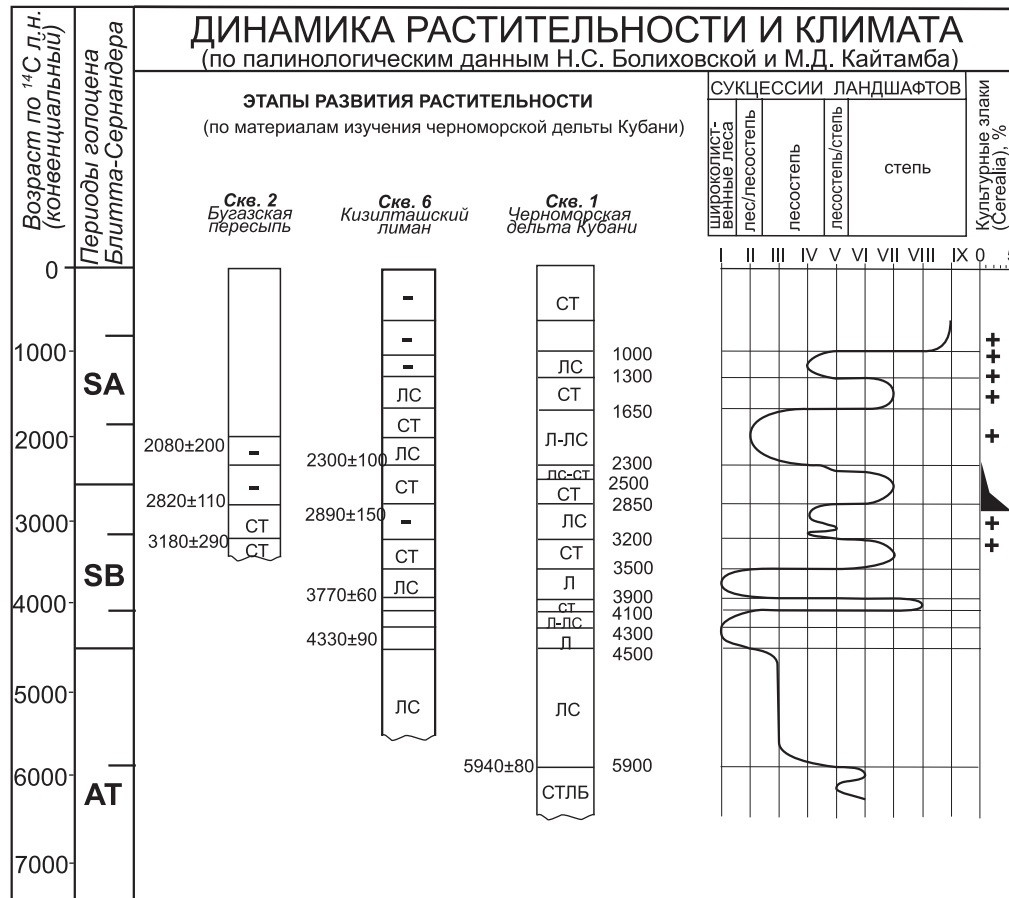 ДИНАМИКА РАСТИТЕЛЬНОСТИ И КЛИМАТА
(по палинологическим данным Н.С. Болиховской и М.Д. Кайтамба)
Возраст по ¹⁴С л.н.
(конвенциальный)
Периоды голоцена
Блитта-Сернандера
ЭТАПЫ РАЗВИТИЯ РАСТИТЕЛЬНОСТИ
(по материалам изучения черноморской дельты Кубани)
СУКЦЕССИИ ЛАНДШАФТОВ
широколист-
венные леса
лес/лесостепь
лесостепь
лесостепь/степь
степь
Культурные злаки
(Cerealia), %
Скв. 2
Бугазская
пересыпь
Скв. 6
Кизилташский
лиман
Скв. 1
Черноморская
дельта Кубани
I II III IV V VI VII VIII IX 0 5
0
1000
2000
3000
4000
5000
6000
7000
SA
SB
AT
2080±200
2820±110
3180±290
-
-
СТ
СТ
2300±100
2890±150
3770±60
4330±90
-
-
-
ЛС
СТ
ЛС
СТ
-
СТ
ЛС
ЛС
5940±80
СТ
ЛС
СТ
Л-ЛС
ЛС-СТ
СТ
ЛС
СТ
Л
СТ
Л-ЛС
Л
ЛС
СТЛБ
1000
1300
1650
2300
2500
2850
3200
3500
3900
4100
4300
4500
5900
+
+
+
+
+
+
+